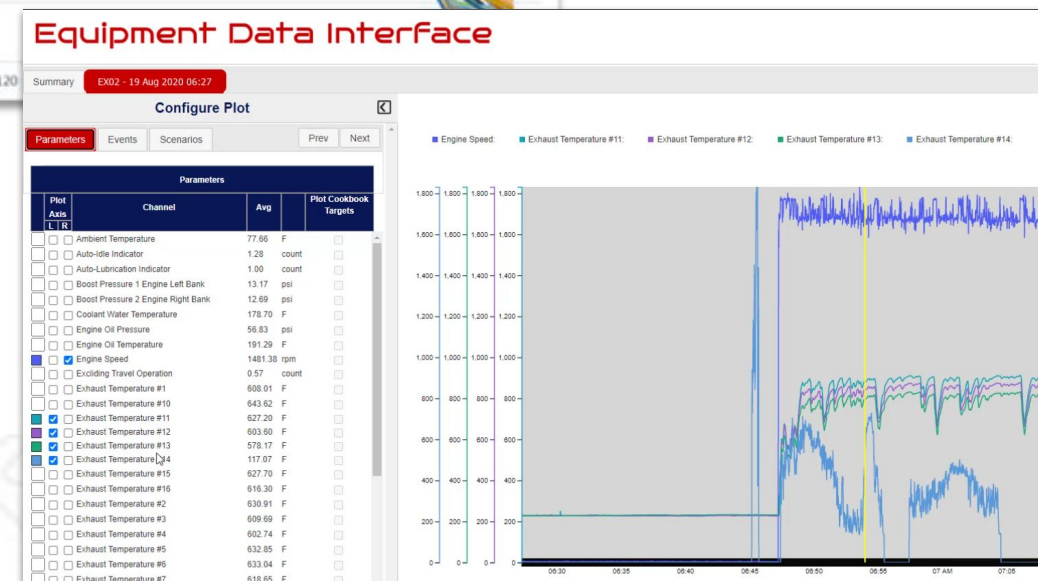 Equipment Data Interface
120
Summary EX02 - 19 Aug 2020 06:27
Configure Plot
Parameters Events Scenarios Prev Next
Parameters
Plot Axis L R Channel Avg Plot Cookbook Targets
Ambient Temperature 77.66 F
Auto-Idle Indicator 1.28 count
Auto-Lubrication Indicator 1.00 count
Boost Pressure 1 Engine Left Bank 13.17 psi
Boost Pressure 2 Engine Right Bank 12.69 psi
Coolant Water Temperature 178.70 F
Engine Oil Pressure 56.83 psi
Engine Oil Temperature 191.29 F
Engine Speed 1481.38 rpm
Excliding Travel Operation 0.57 count
Exhaust Temperature #1 608.01 F
Exhaust Temperature #10 643.62 F
Exhaust Temperature #11 627.20 F
Exhaust Temperature #12 603.60 F
Exhaust Temperature #13 578.17 F
Exhaust Temperature #14 117.07 F
Exhaust Temperature #15 627.70 F
Exhaust Temperature #16 616.30 F
Exhaust Temperature #2 630.91 F
Exhaust Temperature #3 609.69 F
Exhaust Temperature #4 602.74 F
Exhaust Temperature #5 632.85 F
Exhaust Temperature #6 633.04 F
Exhaust Temperature #7 618.65 F
Engine Speed: Exhaust Temperature #11: Exhaust Temperature #12: Exhaust Temperature #13: Exhaust Temperature #14:
1,800 1,800 1,800 1,800
1,600 1,600 1,600 1,600
1,400 1,400 1,400 1,400
1,200 1,200 1,200 1,200
1,000 1,000 1,000 1,000
800 800 800 800
600 600 600 600
400 400 400 400
200 200 200 200
0 0 0 0
06:30 06:35 06:40 06:45 06:50 06:55 07 AM 07:05